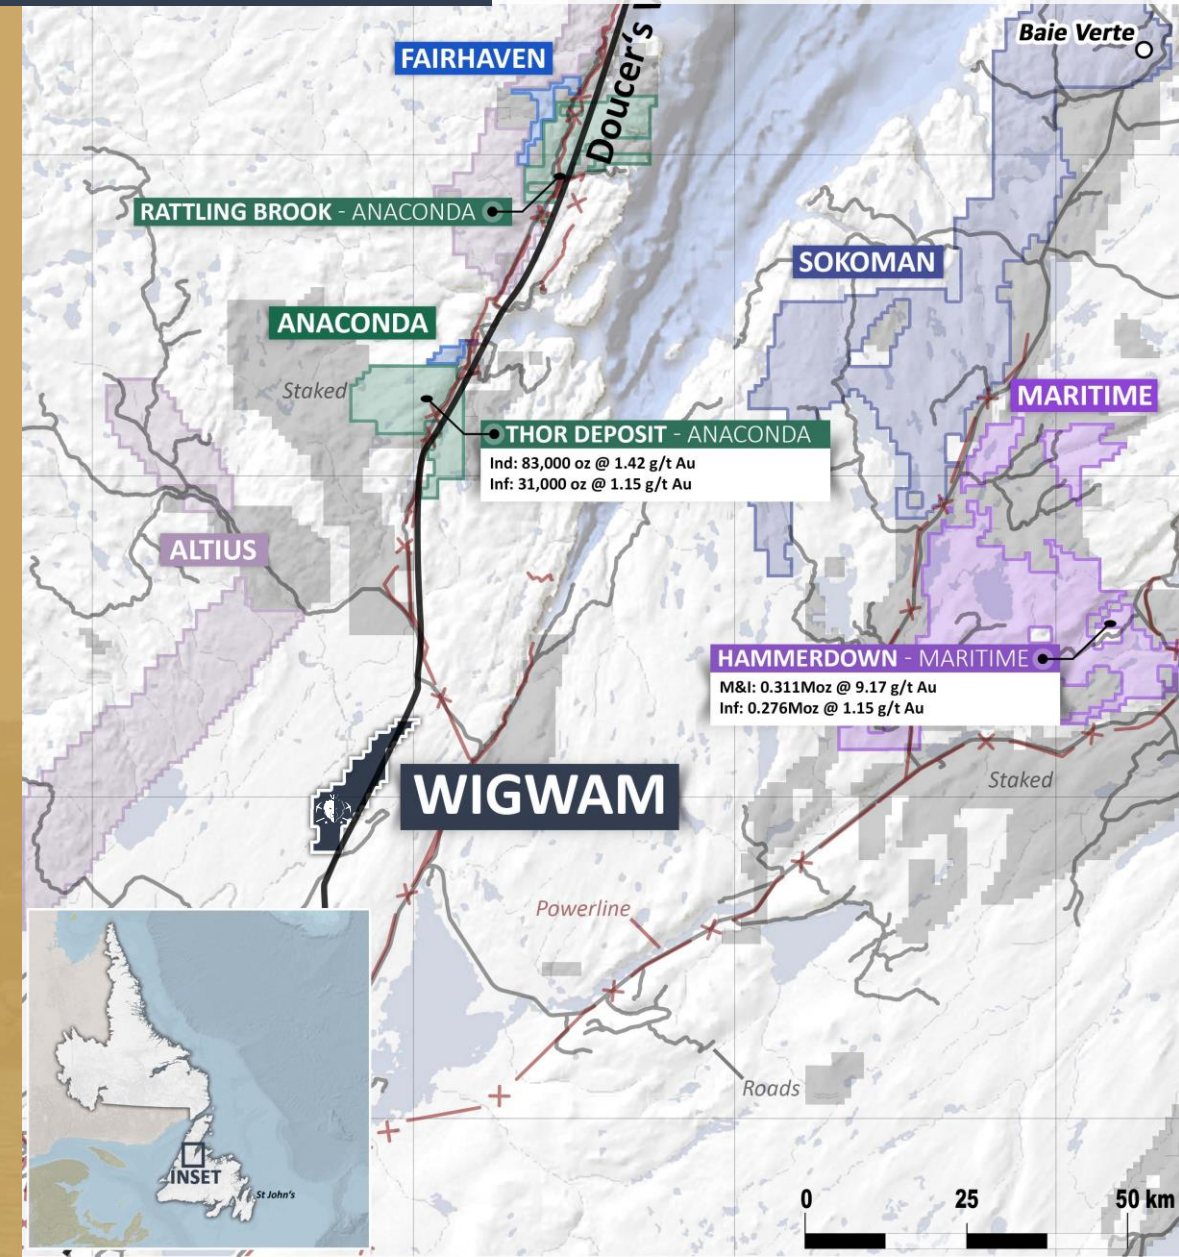 Baie Verte
FAIRHAVEN
Doucer's
RATTLING BROOK - ANACONDA
SOKOMAN
ANACONDA
Staked
MARITIME
THOR DEPOSIT - ANACONDA
Ind: 83,000 oz @ 1.42 g/t Au
Inf: 31,000 oz @ 1.15 g/t Au
ALTIUS
HAMMERDOWN - MARITIME
M&I: 0.311Moz @ 9.17 g/t Au
Inf: 0.276Moz @ 1.15 g/t Au
WIGWAM
Staked
Powerline
Roads
INSET
St John's
0 25 50 km